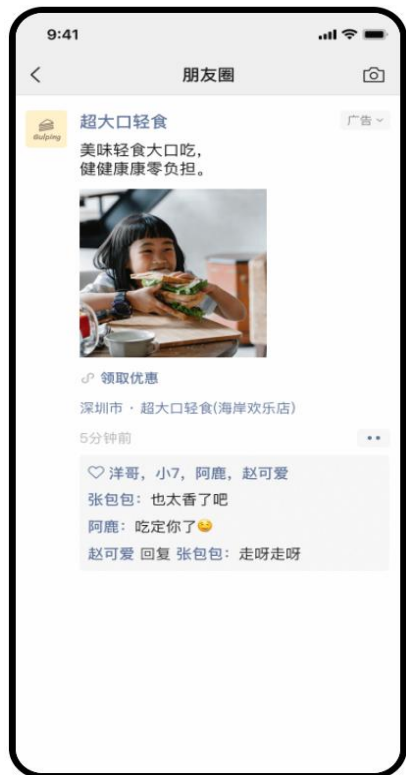 9:41
朋友圈
Gulping
超大口轻食
广告
美味轻食大口吃，
健健康康零负担。
领取优惠
深圳市 · 超大口轻食(海岸欢乐店)
5分钟前
洋哥，小7，阿鹿，赵可爱
张包包：也太香了吧
阿鹿：吃定你了😆
赵可爱 回复 张包包：走呀走呀